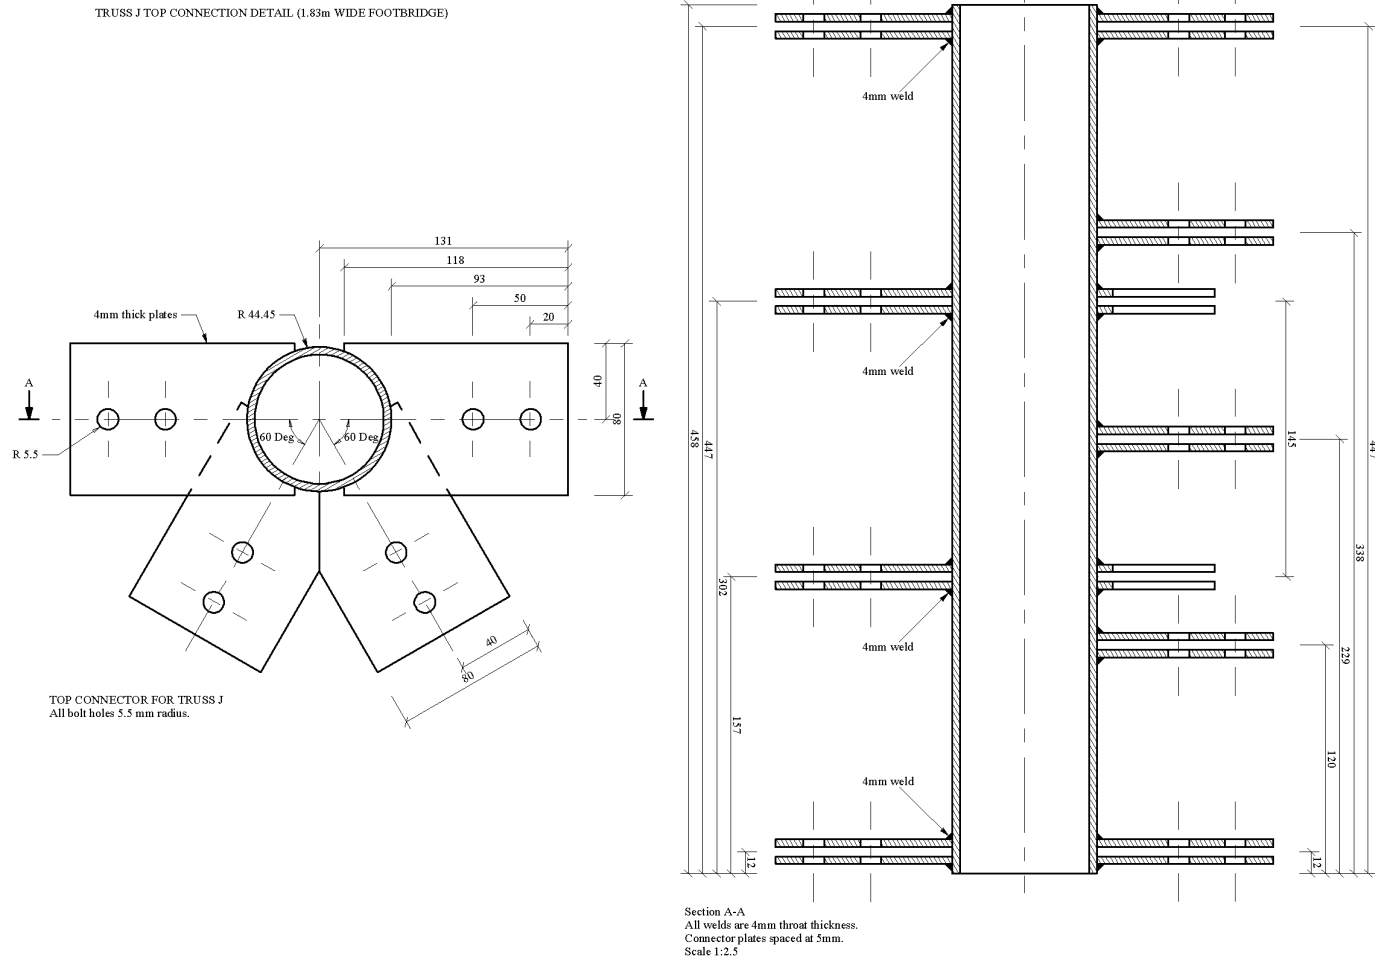 TRUSS J TOP CONNECTION DETAIL (1.83m WIDE FOOTBRIDGE)
131
118
93
50
20
4mm thick plates
R 44.45
A
A
40
80
60 Deg
60 Deg
R 5.5
40
80
TOP CONNECTOR FOR TRUSS J
All bolt holes 5.5 mm radius.
4mm weld
4mm weld
4mm weld
4mm weld
458
447
302
157
12
145
447
338
229
120
12
Section A-A
All welds are 4mm throat thickness.
Connector plates spaced at 5mm.
Scale 1:2.5